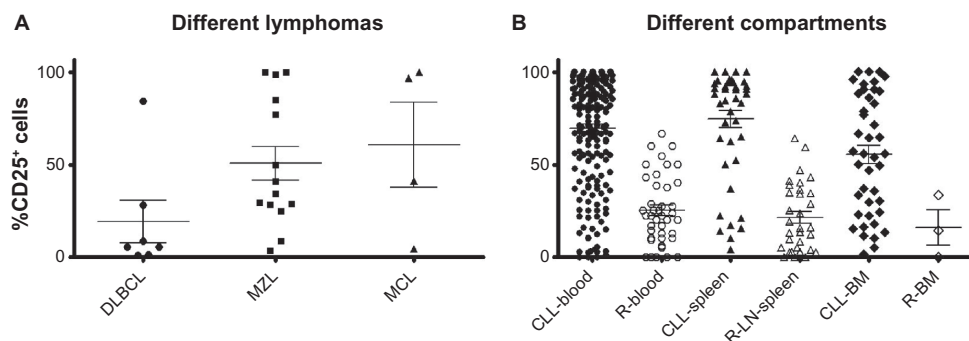 A
Different lymphomas
%CD25⁺ cells
100
50
0
DLBCL
MZL
MCL
B
Different compartments
100
50
0
CLL-blood
R-blood
CLL-spleen
R-LN-spleen
CLL-BM
R-BM